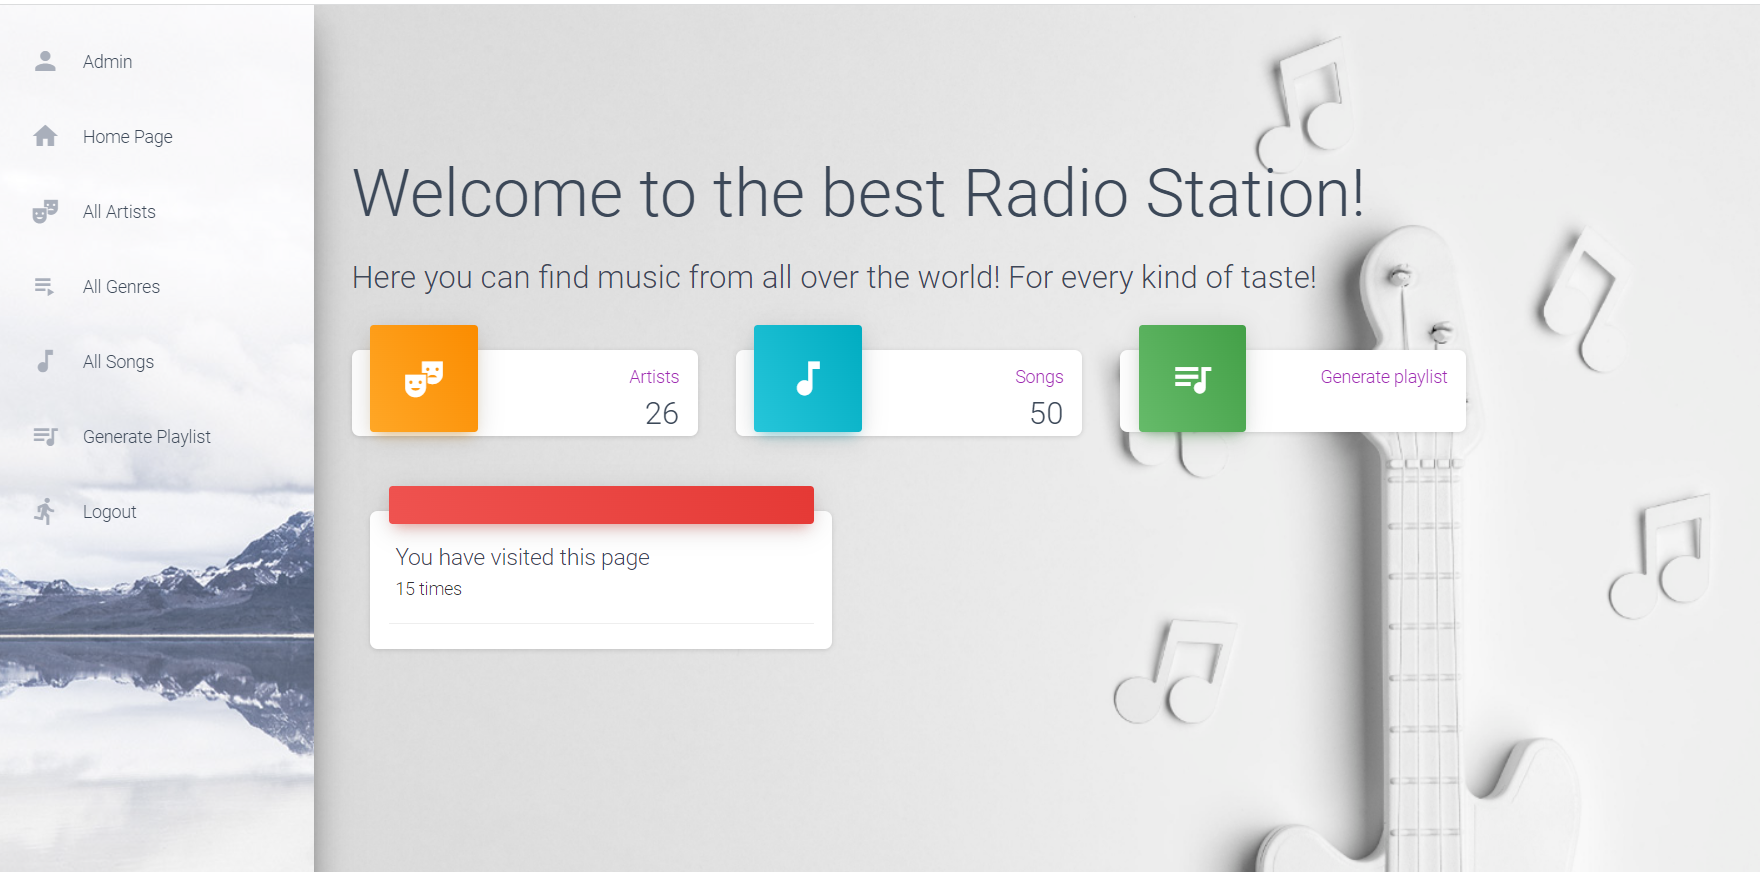 Admin
Home Page
All Artists
All Genres
All Songs
Generate Playlist
Logout
Welcome to the best Radio Station!
Here you can find music from all over the world! For every kind of taste!
Artists
26
Songs
50
Generate playlist
You have visited this page
15 times